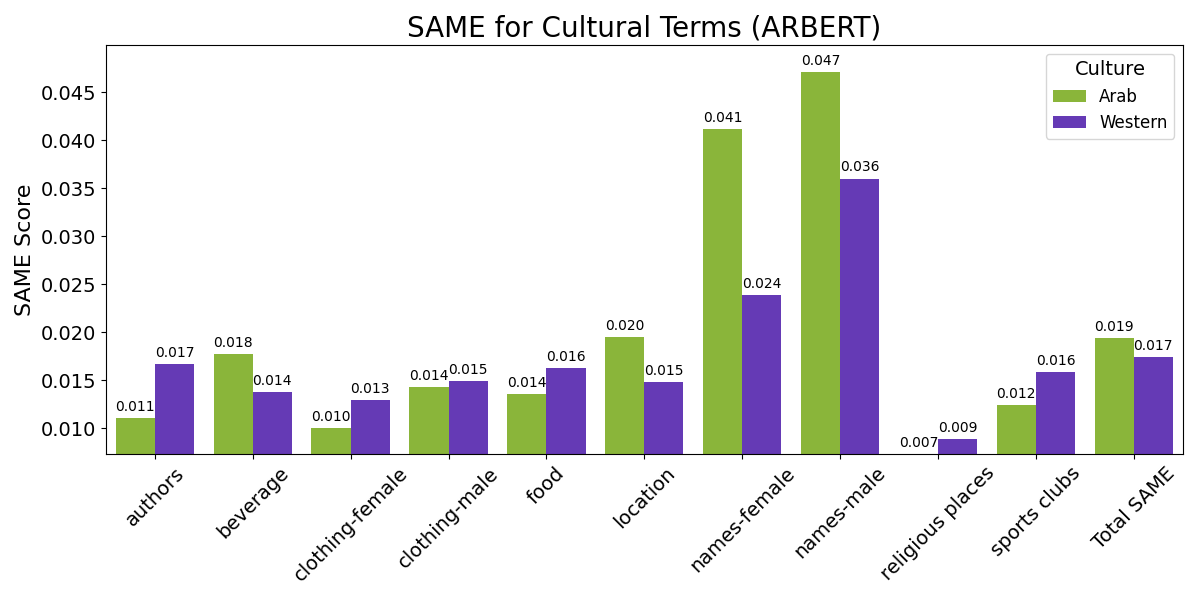 SAME for Cultural Terms (ARBERT)
SAME Score
0.045
0.040
0.035
0.030
0.025
0.020
0.015
0.010
Culture
Arab
Western
0.011
0.017
0.018
0.014
0.010
0.013
0.014
0.015
0.014
0.016
0.020
0.015
0.041
0.024
0.047
0.036
0.007
0.009
0.012
0.016
0.019
0.017
authors
beverage
clothing-female
clothing-male
food
location
names-female
names-male
religious places
sports clubs
Total SAME